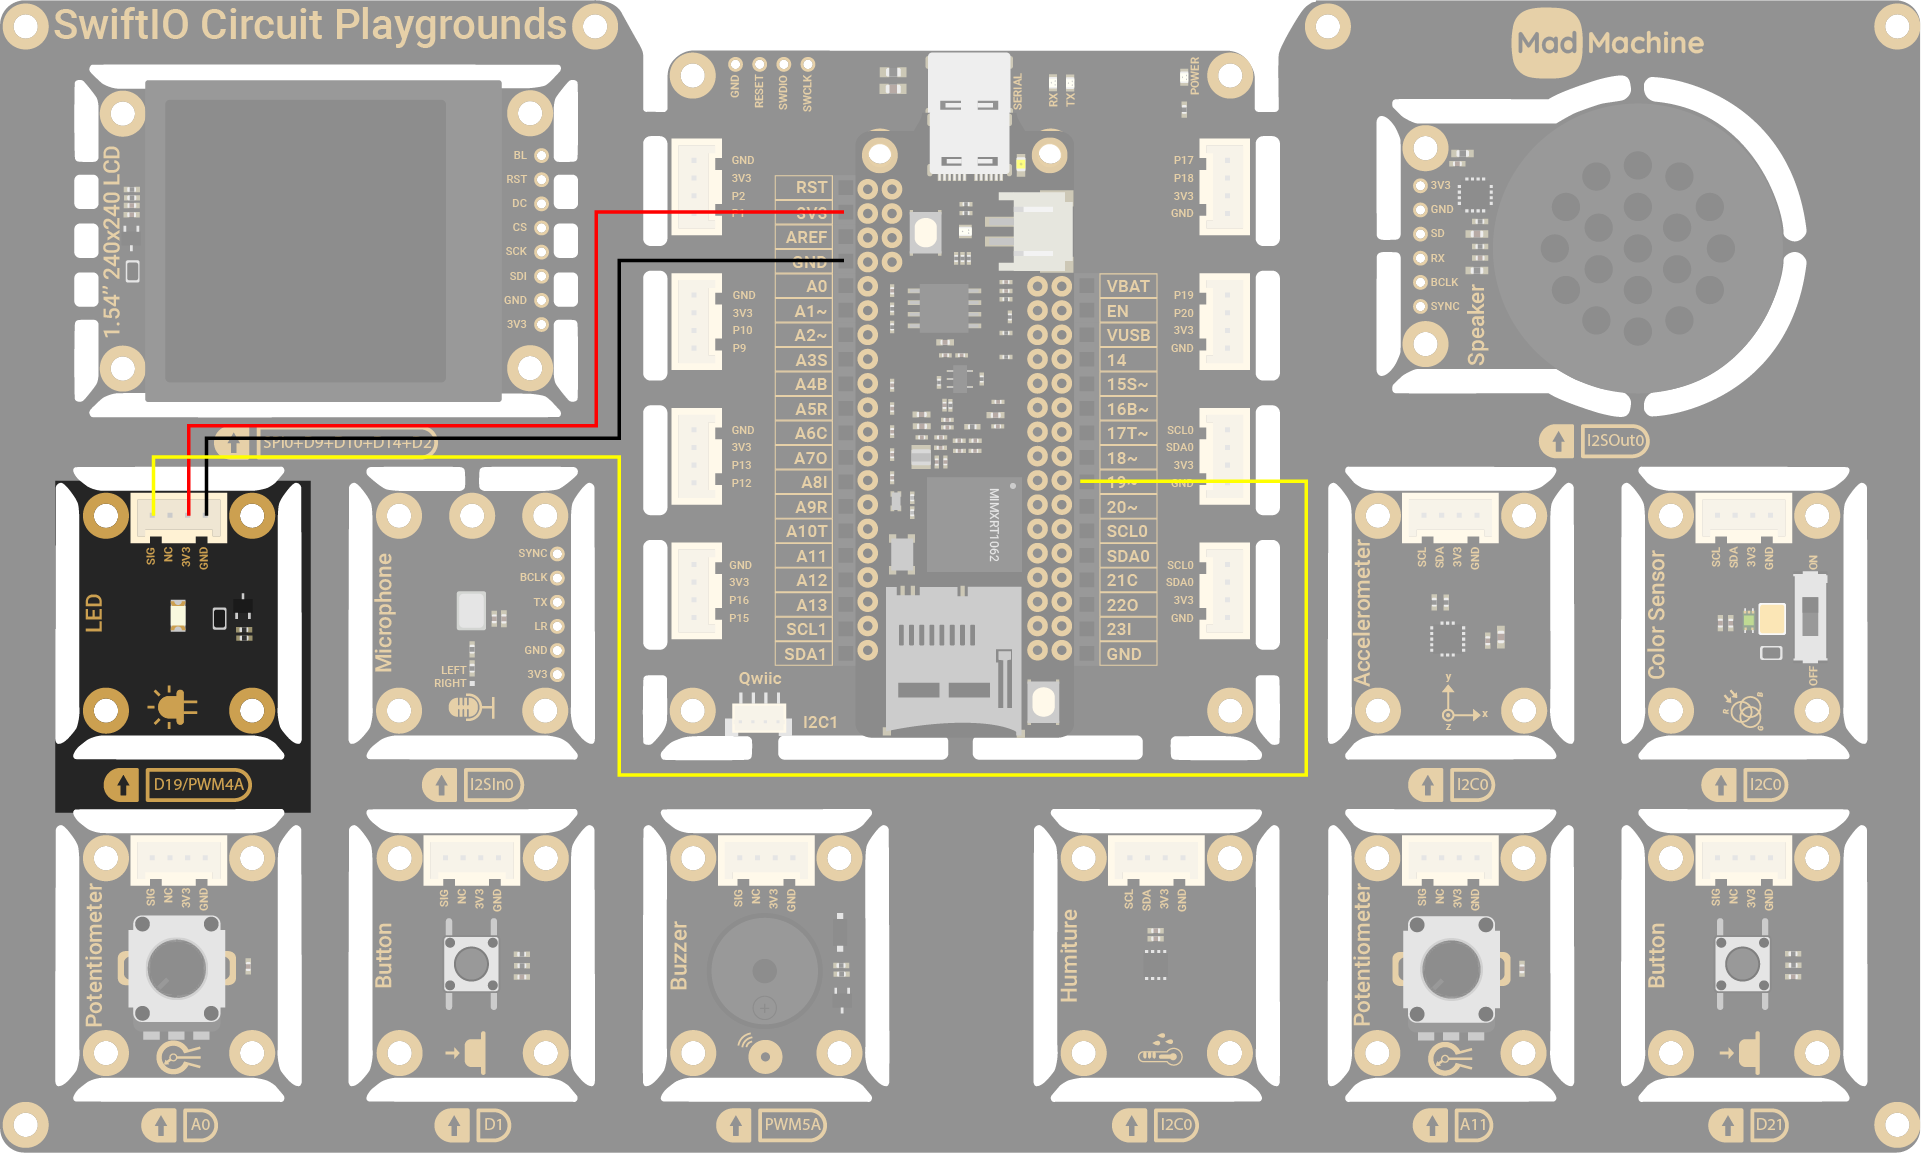 SwiftIO Circuit Playgrounds
Mad Machine
GND
RESET
SWDIO
SWCLK
SERIAL
RX
TX
POWER
1.54” 240x240 LCD
BL
RST
DC
CS
SCK
SDI
GND
3V3
SPI0+D9+D10+D14+D2
GND
3V3
P2
P1
GND
3V3
P10
P9
GND
3V3
P13
P12
GND
3V3
P16
P15
RST
3V3
AREF
GND
A0
A1~
A2~
A3S
A4B
A5R
A6C
A7O
A8I
A9R
A10T
A11
A12
A13
SCL1
SDA1
MIMXRT1062
VBAT
EN
VUSB
14
15S~
16B~
17T~
18~
19~
20~
SCL0
SDA0
21C
22O
23I
GND
P17
P18
3V3
GND
P19
P20
3V3
GND
SCL0
SDA0
3V3
GND
SCL0
SDA0
3V3
GND
Qwiic
I2C1
3V3
GND
SD
RX
BCLK
SYNC
Speaker
I2SOut0
SIG
NC
3V3
GND
LED
D19/PWM4A
Microphone
SYNC
BCLK
TX
LR
GND
3V3
LEFT
RIGHT
I2SIn0
SCL
SDA
3V3
GND
Accelerometer
y
x
z
I2C0
SCL
SDA
3V3
GND
Color Sensor
ON
OFF
R
B
G
I2C0
SIG
NC
3V3
GND
Potentiometer
A0
SIG
NC
3V3
GND
Button
D1
SIG
NC
3V3
GND
Buzzer
PWM5A
SCL
SDA
3V3
GND
Humiture
I2C0
SIG
NC
3V3
GND
Potentiometer
A11
SIG
NC
3V3
GND
Button
D21